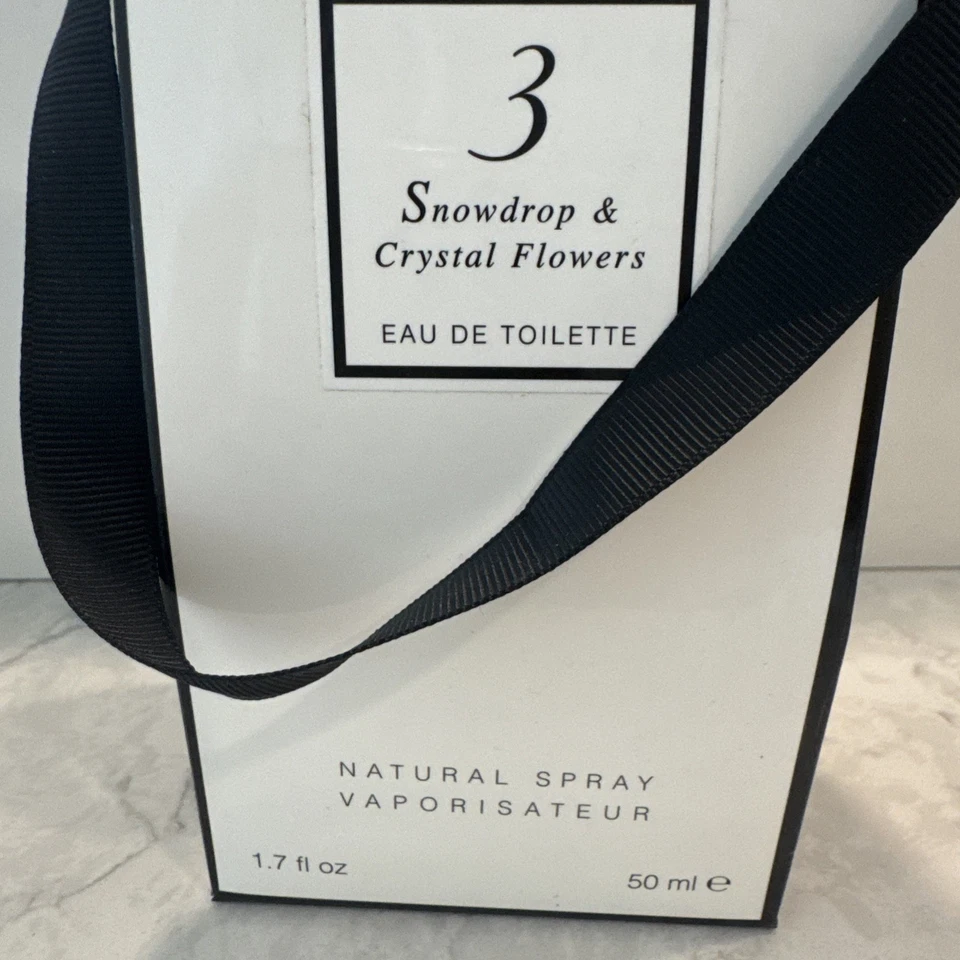 3
Snowdrop &
Crystal Flowers
EAU DE TOILETTE
NATURAL SPRAY
VAPORISATEUR
1.7 fl oz
50 ml ℮